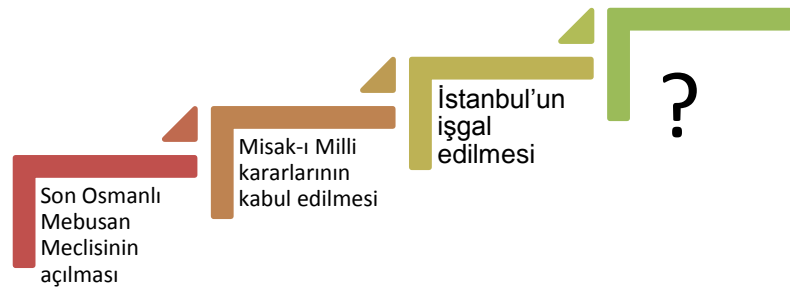 Son Osmanlı
Mebusan
Meclisinin
açılması
Misak-ı Milli
kararlarının
kabul edilmesi
İstanbul’un
işgal
edilmesi
?